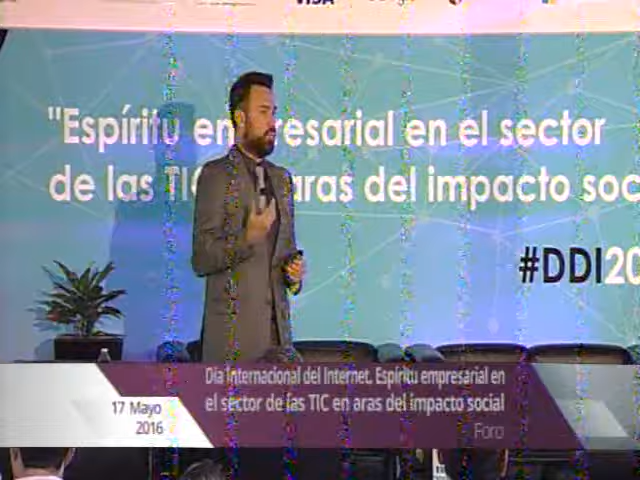 VISA
"Espíritu empresarial en el sector
de las TIC en aras del impacto soc
#DDI20
17 Mayo
2016
Día Internacional del Internet. Espíritu empresarial en
el sector de las TIC en aras del impacto social
Foro